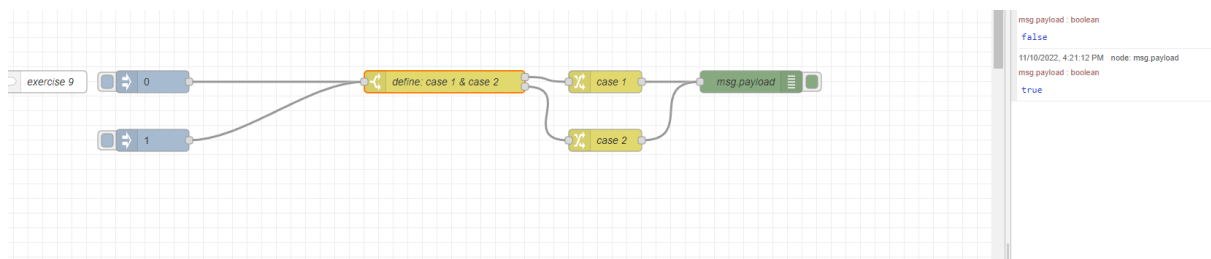 msg.payload : boolean
false
11/10/2022, 4:21:12 PM node: msg.payload
msg.payload : boolean
true
exercise 9
0
define: case 1 & case 2
case 1
msg.payload
1
case 2